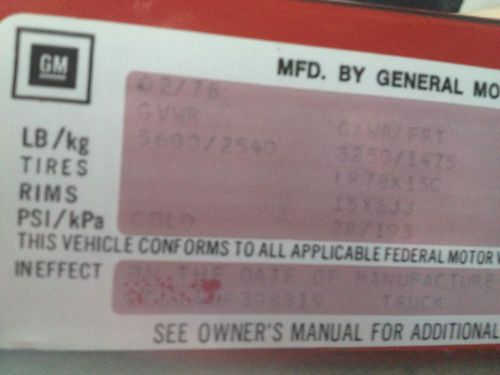 GM MFD. BY GENERAL MO
02/78
GVWR GAWR/FRT
LB/kg 5600/2540 3250/1475
TIRES LR78X15C
RIMS 15X6JJ
PSI/kPa COLD 28/193
THIS VEHICLE CONFORMS TO ALL APPLICABLE FEDERAL MOTOR V
IN EFFECT ON THE DATE OF MANUFACTURE
398819 TRUCK
SEE OWNER'S MANUAL FOR ADDITIONAL